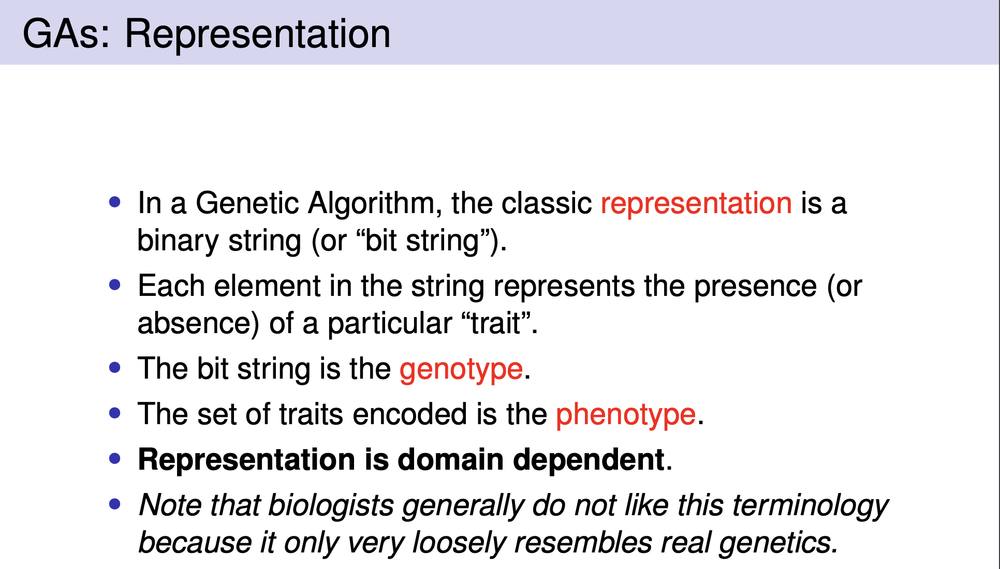 GAs: Representation
• In a Genetic Algorithm, the classic representation is a
binary string (or “bit string”).
• Each element in the string represents the presence (or
absence) of a particular “trait”.
• The bit string is the genotype.
• The set of traits encoded is the phenotype.
• Representation is domain dependent.
• Note that biologists generally do not like this terminology
because it only very loosely resembles real genetics.